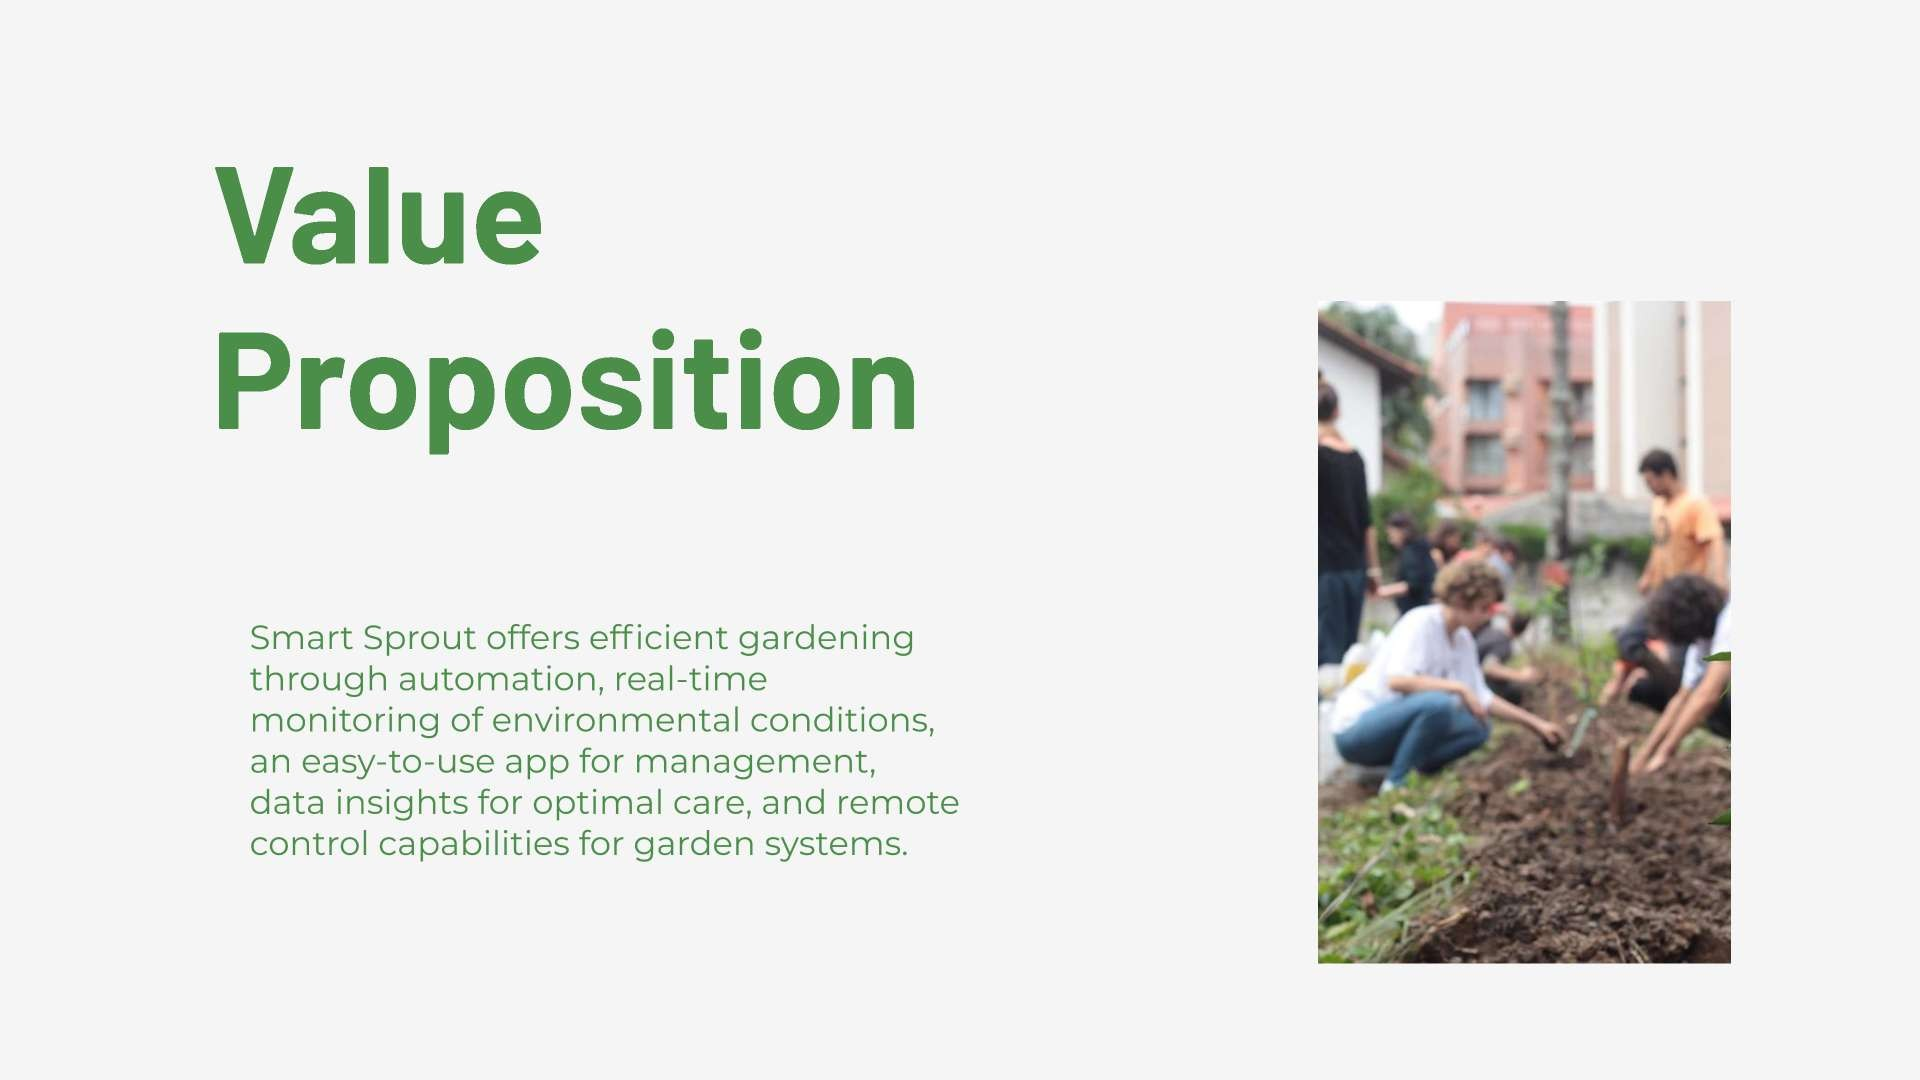 Value
Proposition
Smart Sprout offers efficient gardening
through automation, real-time
monitoring of environmental conditions,
an easy-to-use app for management,
data insights for optimal care, and remote
control capabilities for garden systems.